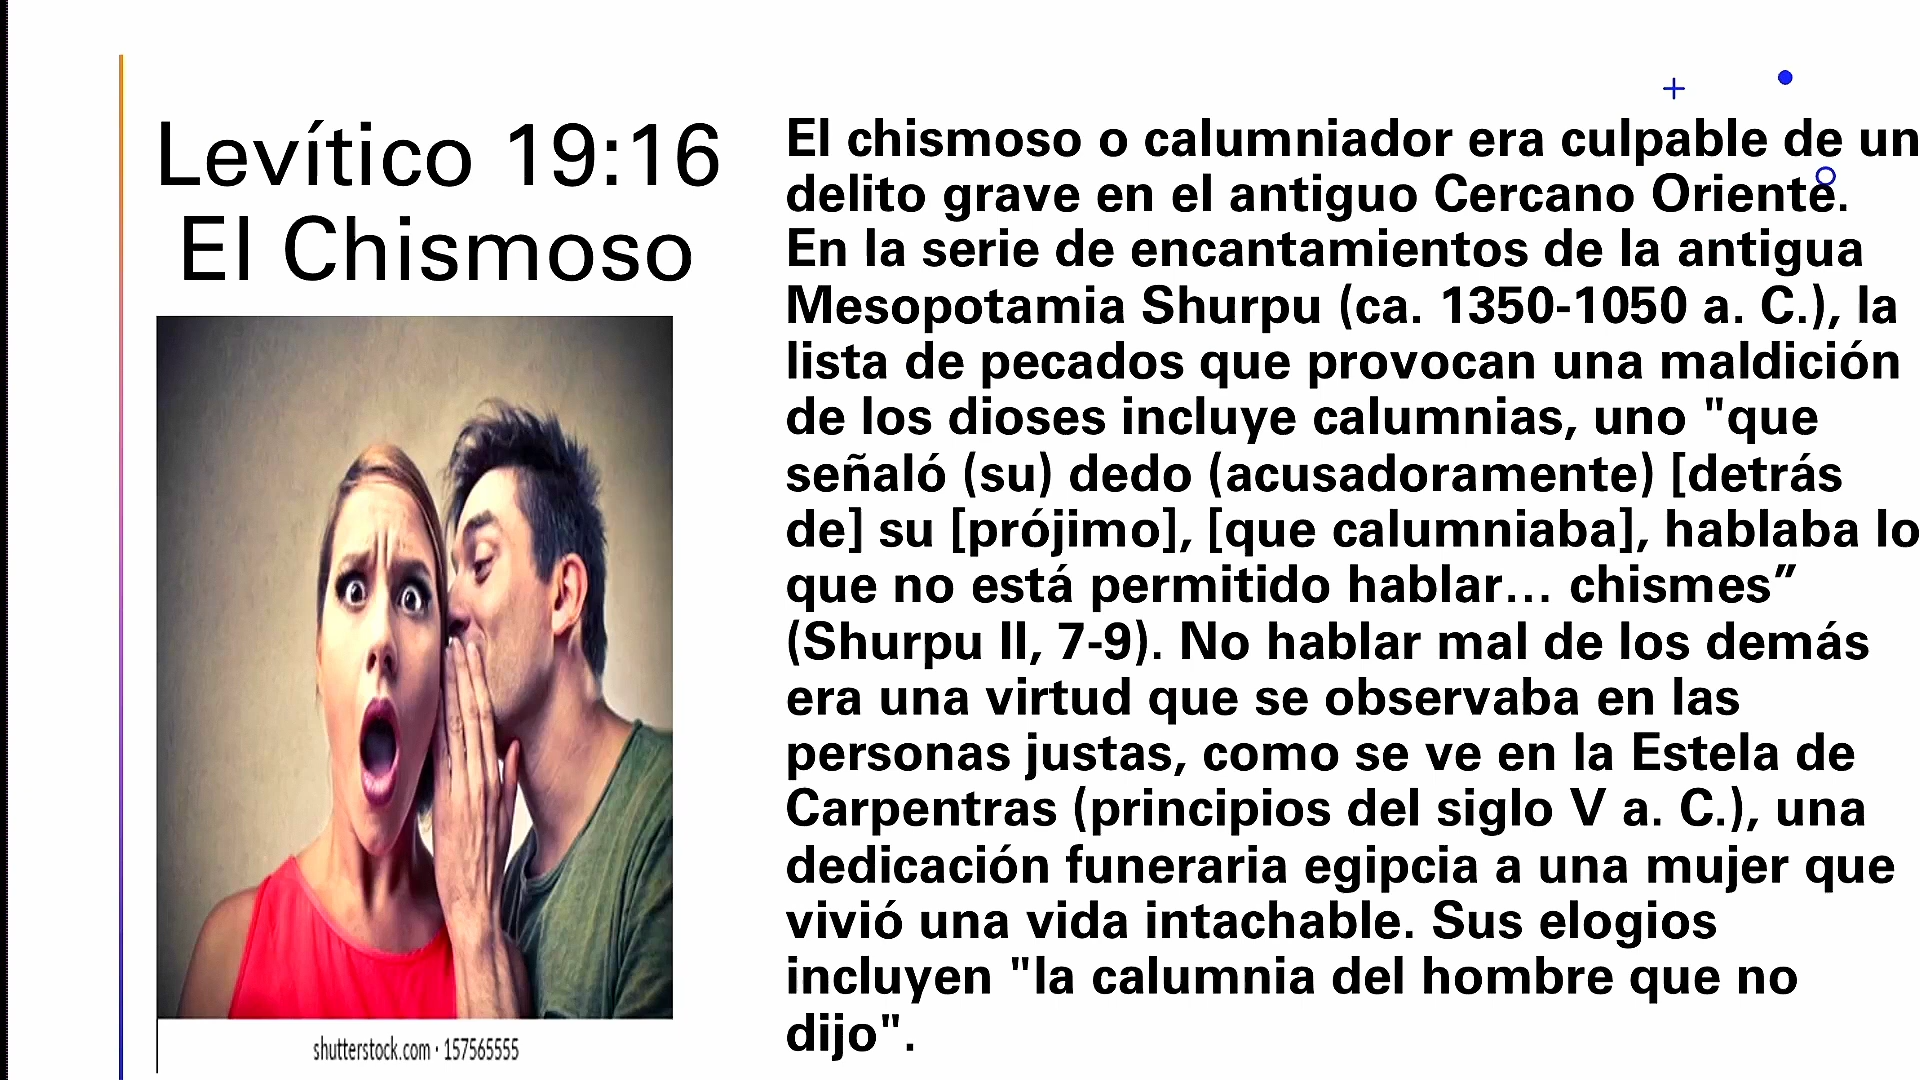 Levítico 19:16
El Chismoso
shutterstock.com · 157565555
El chismoso o calumniador era culpable de un
delito grave en el antiguo Cercano Oriente.
En la serie de encantamientos de la antigua
Mesopotamia Shurpu (ca. 1350-1050 a. C.), la
lista de pecados que provocan una maldición
de los dioses incluye calumnias, uno "que
señaló (su) dedo (acusadoramente) [detrás
de] su [prójimo], [que calumniaba], hablaba lo
que no está permitido hablar… chismes”
(Shurpu II, 7-9). No hablar mal de los demás
era una virtud que se observaba en las
personas justas, como se ve en la Estela de
Carpentras (principios del siglo V a. C.), una
dedicación funeraria egipcia a una mujer que
vivió una vida intachable. Sus elogios
incluyen "la calumnia del hombre que no
dijo".